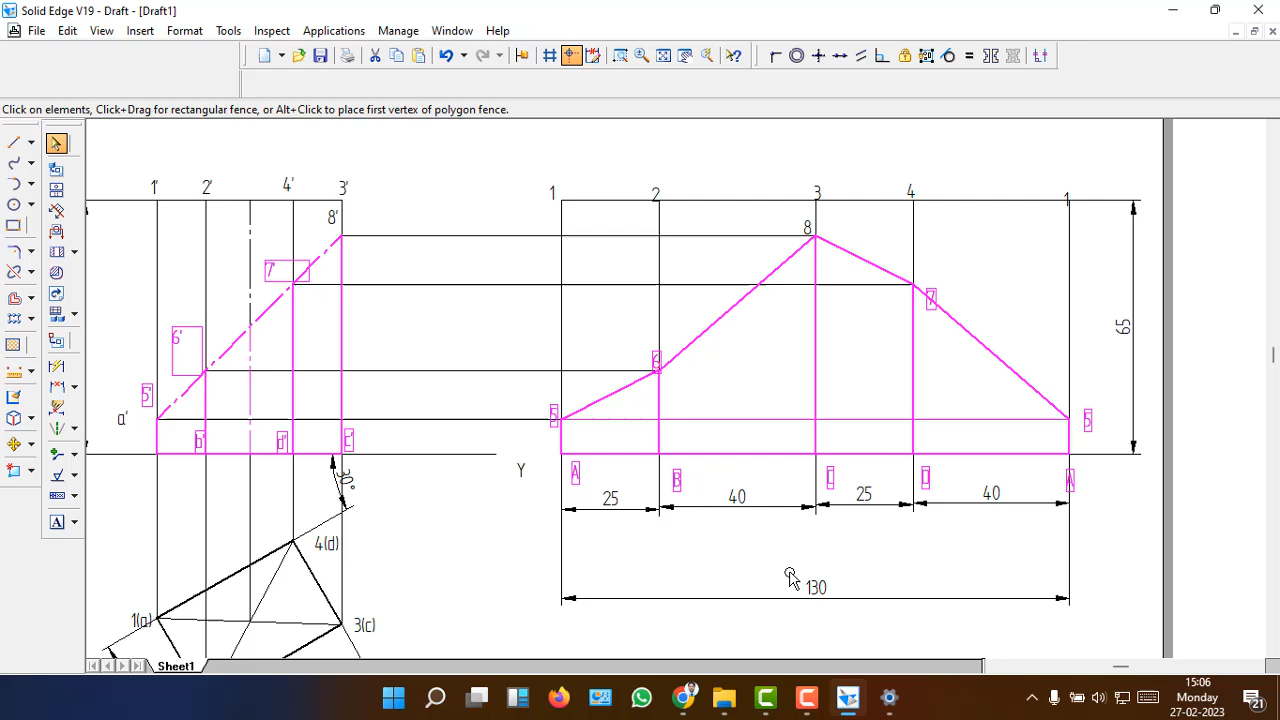 Solid Edge V19 - Draft - [Draft1]
File Edit View Insert Format Tools Inspect Applications Manage Window Help
Click on elements, Click+Drag for rectangular fence, or Alt+Click to place first vertex of polygon fence.
1' 2' 4' 3' 1 2 3 4 1
8' 8
7' 7
65
6' 6
5' 5 5
a' b' d' c'
Y A B C D A
30°
25 40 25 40
4(d)
130
1(a) 3(c)
A
Sheet1
15:06
Monday
27-02-2023
21